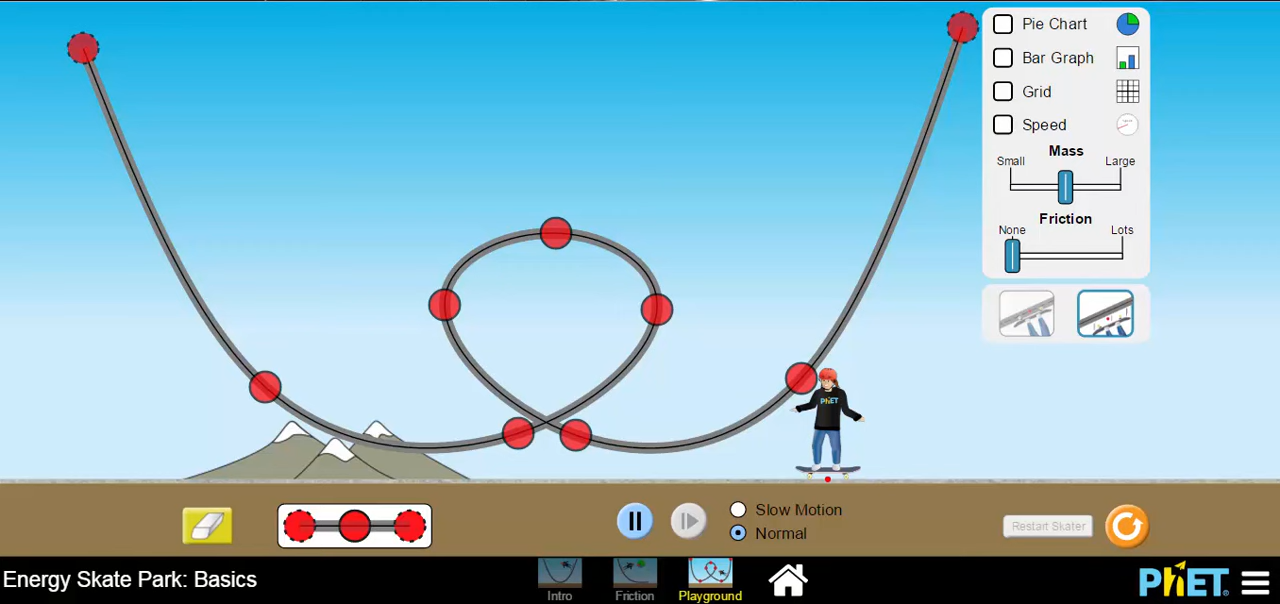 Pie Chart
Bar Graph
Grid
Speed
Mass
Small Large
Friction
None Lots
PhET
Slow Motion
Normal
Restart Skater
Energy Skate Park: Basics
Intro
Friction
Playground
PhET